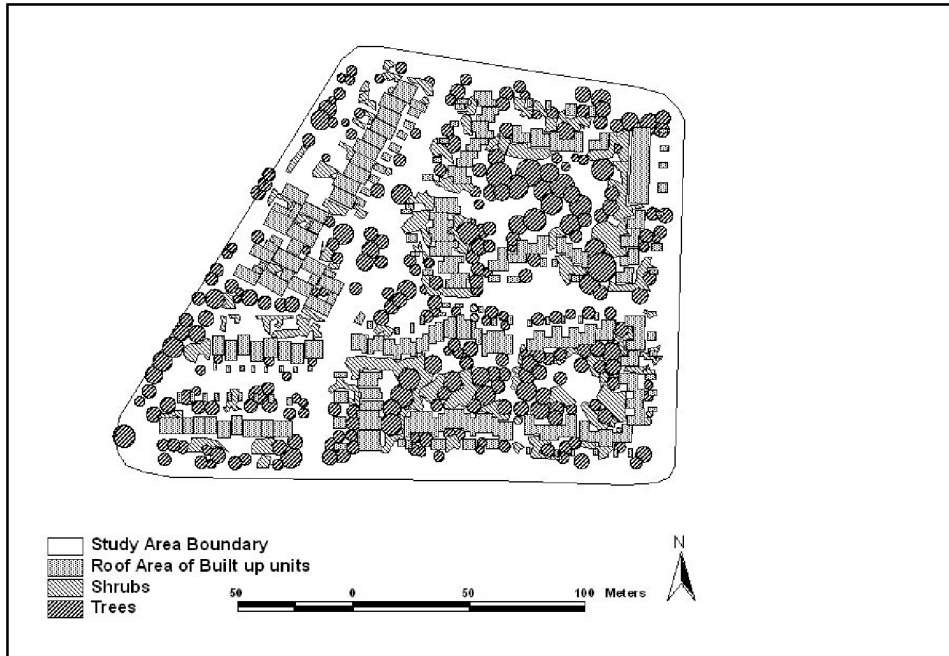 Study Area Boundary
Roof Area of Built up units
Shrubs
Trees
50 0 50 100 Meters
N